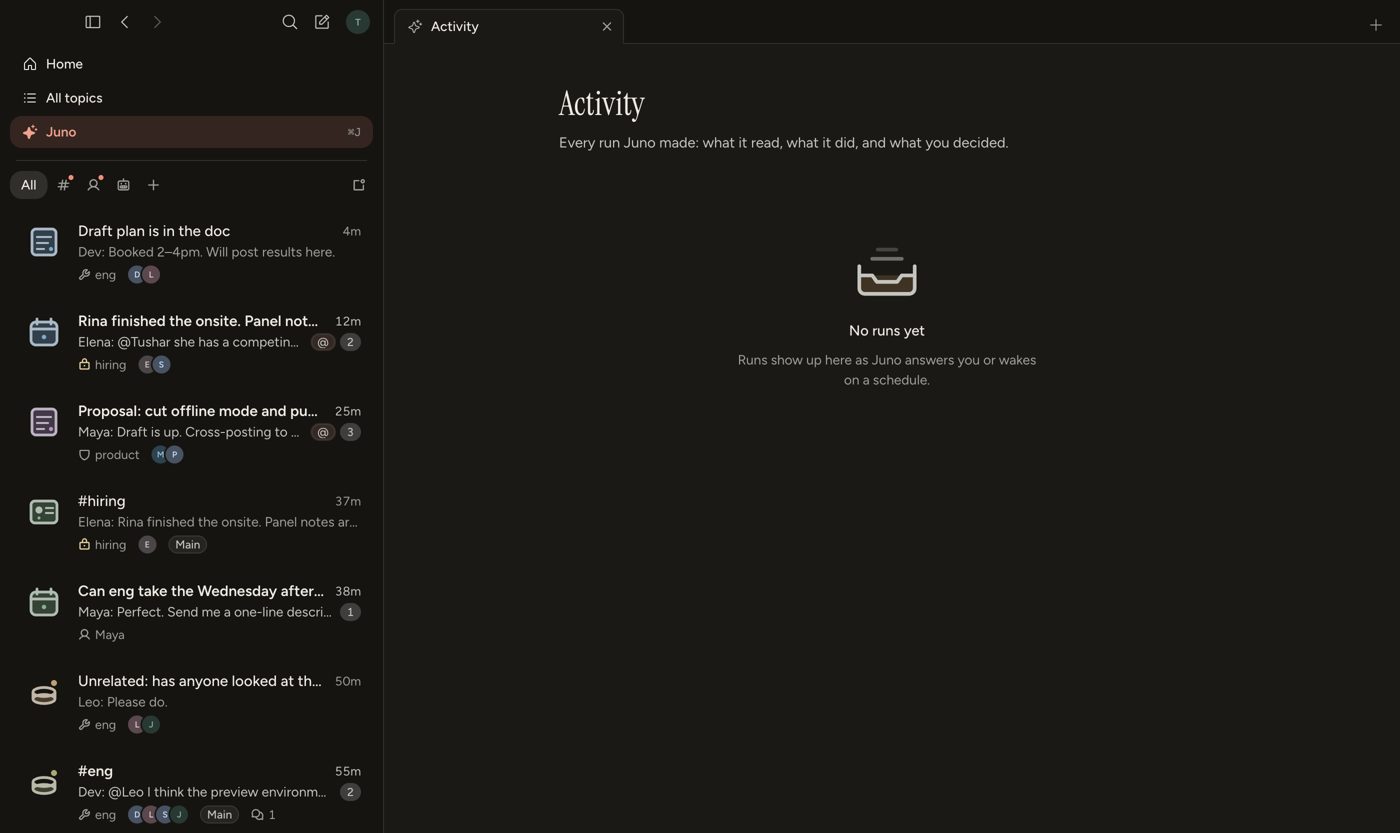 T
Activity
Home
All topics
Juno
⌘J
All
Draft plan is in the doc
4m
Dev: Booked 2–4pm. Will post results here.
eng
D
L
Rina finished the onsite. Panel not...
12m
Elena: @Tushar she has a competin...
@
2
hiring
E
S
Proposal: cut offline mode and pu...
25m
Maya: Draft is up. Cross-posting to ...
@
3
product
M
P
#hiring
37m
Elena: Rina finished the onsite. Panel notes ar...
hiring
E
Main
Can eng take the Wednesday after...
38m
Maya: Perfect. Send me a one-line descri...
1
Maya
Unrelated: has anyone looked at th...
50m
Leo: Please do.
eng
L
J
#eng
55m
Dev: @Leo I think the preview environm...
2
eng
D
L
S
J
Main
1
Activity
Every run Juno made: what it read, what it did, and what you decided.
No runs yet
Runs show up here as Juno answers you or wakes
on a schedule.